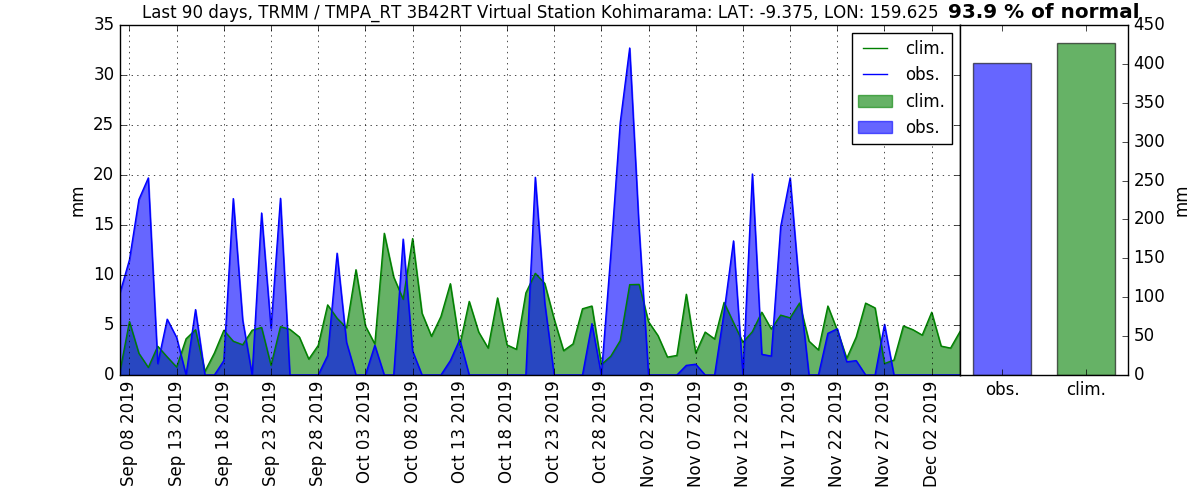 Last 90 days, TRMM / TMPA_RT 3B42RT Virtual Station Kohimarama: LAT: -9.375, LON: 159.625 93.9 % of normal
35
30
25
20
15
10
5
0
mm
clim.
obs.
clim.
obs.
450
400
350
300
250
200
150
100
50
0
mm
obs. clim.
Sep 08 2019
Sep 13 2019
Sep 18 2019
Sep 23 2019
Sep 28 2019
Oct 03 2019
Oct 08 2019
Oct 13 2019
Oct 18 2019
Oct 23 2019
Oct 28 2019
Nov 02 2019
Nov 07 2019
Nov 12 2019
Nov 17 2019
Nov 22 2019
Nov 27 2019
Dec 02 2019